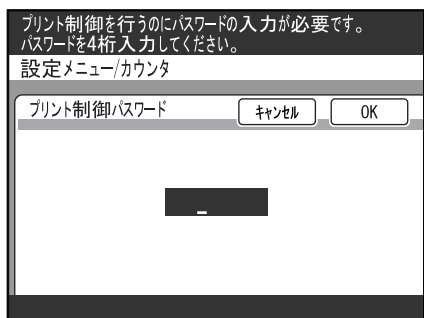 プリント制御を行うのにパスワードの入力が必要です。
パスワードを4桁入力してください。
設定メニュー/カウンタ
プリント制御パスワード
キャンセル
OK
_